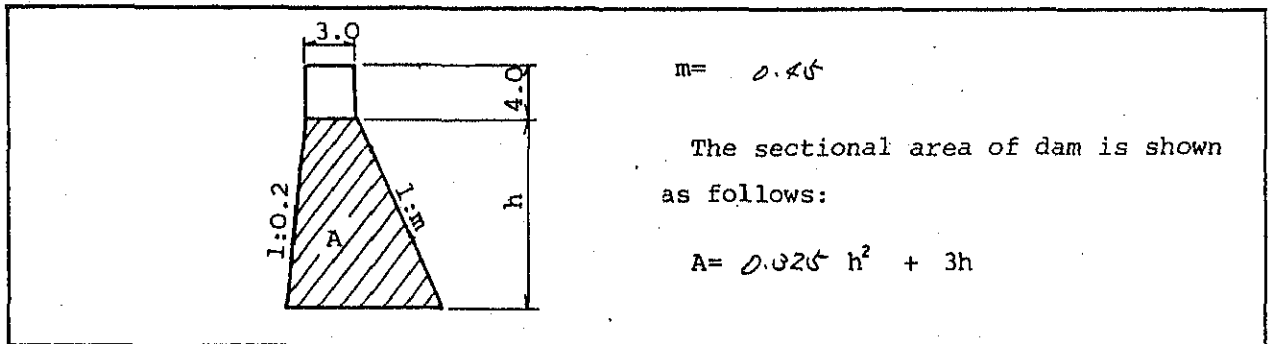 3.0
4.0
m= 0.45
The sectional area of dam is shown
as follows:
h
1:m
1:0.2
A
A= 0.325 h² + 3h